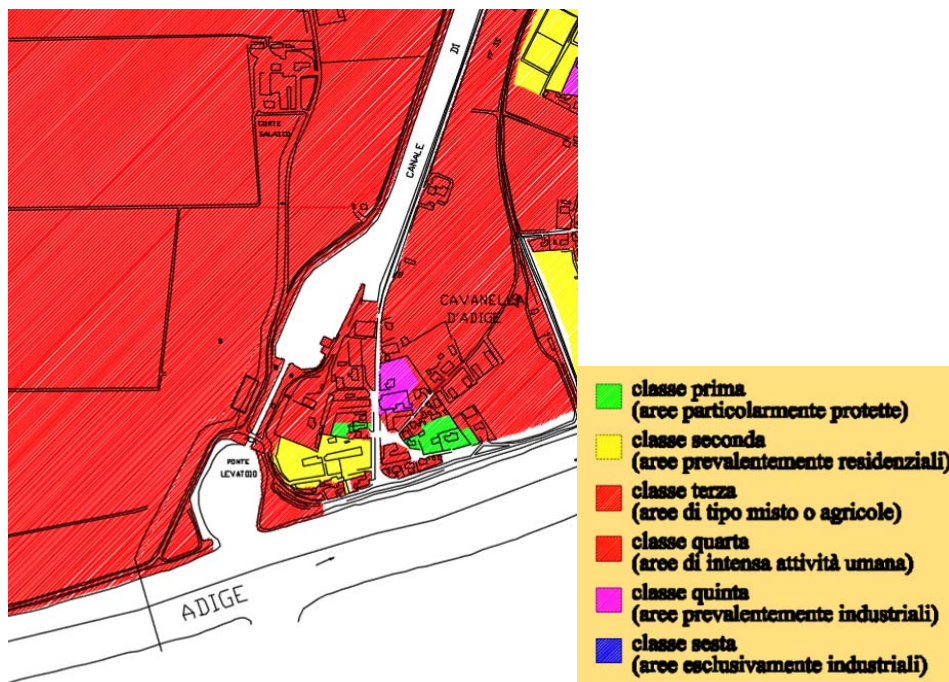 DI
FF SS
CORTE
CANALE
CAVANELLA
D'ADIGE
PONTE
LEVATOIO
ADIGE
classe prima
(aree particolarmente protette)
classe seconda
(aree prevalentemente residenziali)
classe terza
(aree di tipo misto o agricole)
classe quarta
(aree di intensa attività umana)
classe quinta
(aree prevalentemente industriali)
classe sesta
(aree esclusivamente industriali)